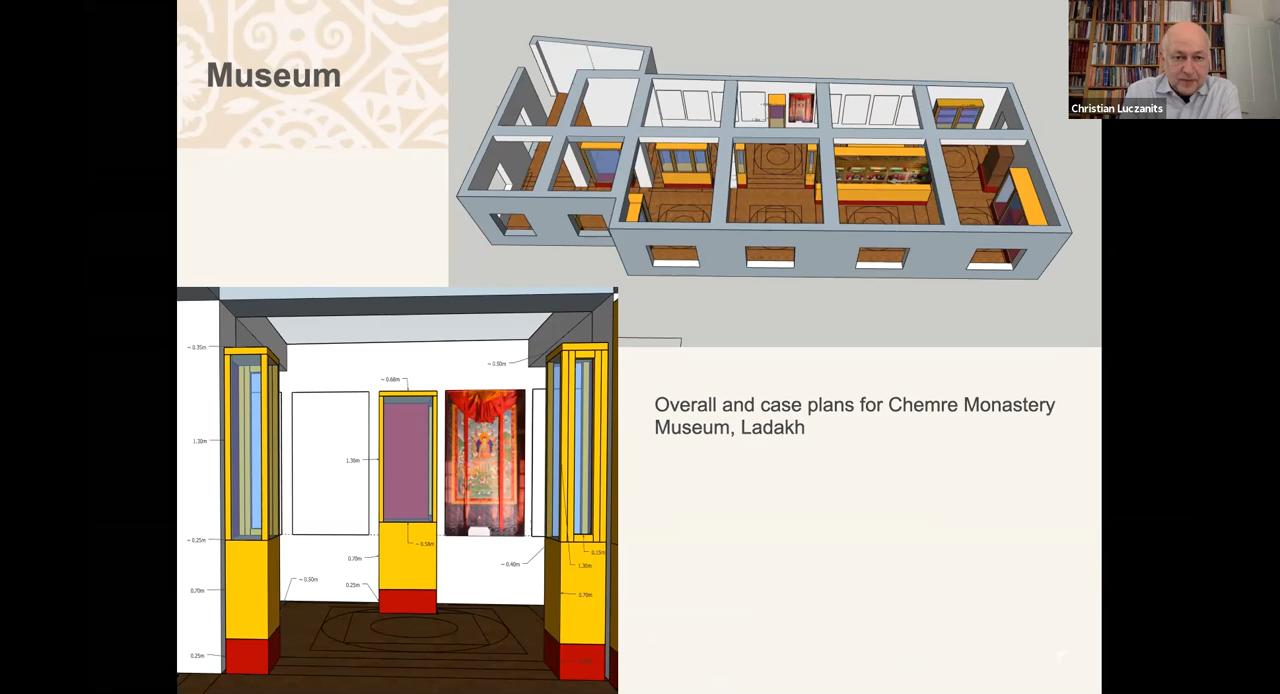 Museum
Christian Luczanits
Overall and case plans for Chemre Monastery
Museum, Ladakh
~ 0.35m
~ 0.50m
~ 0.68m
1.30m
1.30m
~ 0.25m
~ 0.58m
0.15m
0.70m
~ 0.40m
1.30m
~ 0.50m
0.25m
0.70m
0.70m
0.25m